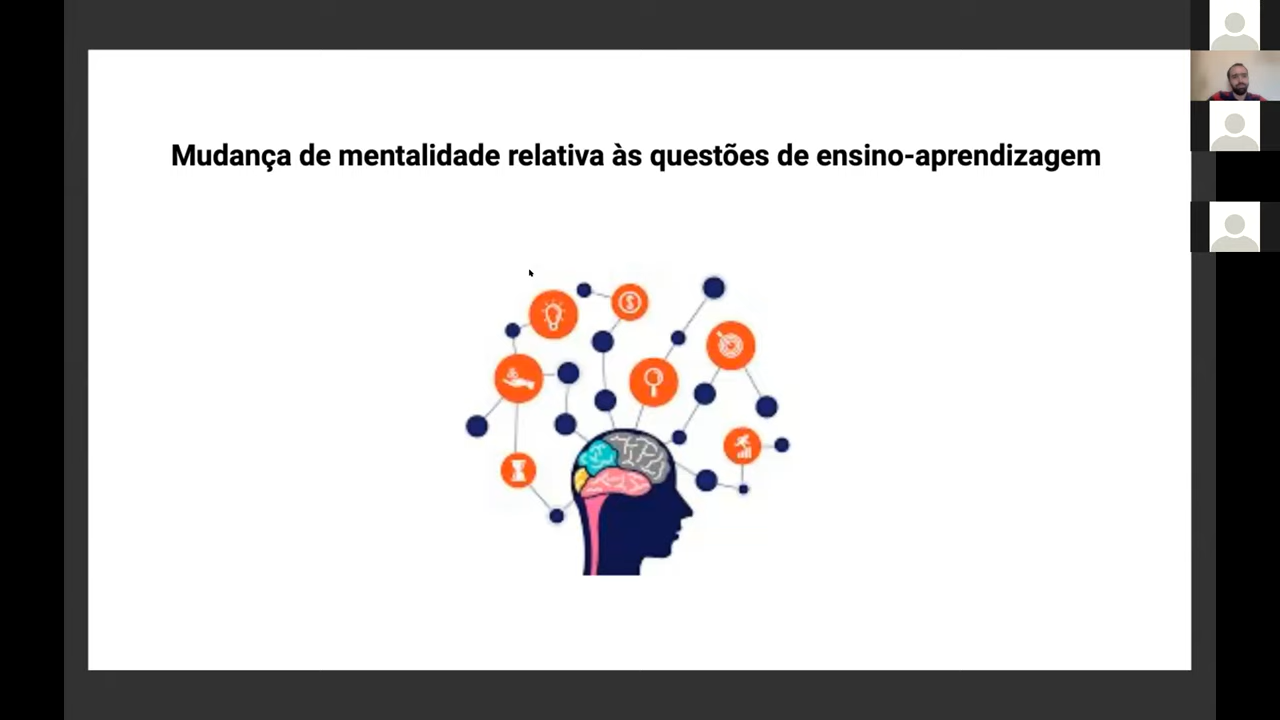 Mudança de mentalidade relativa às questões de ensino-aprendizagem